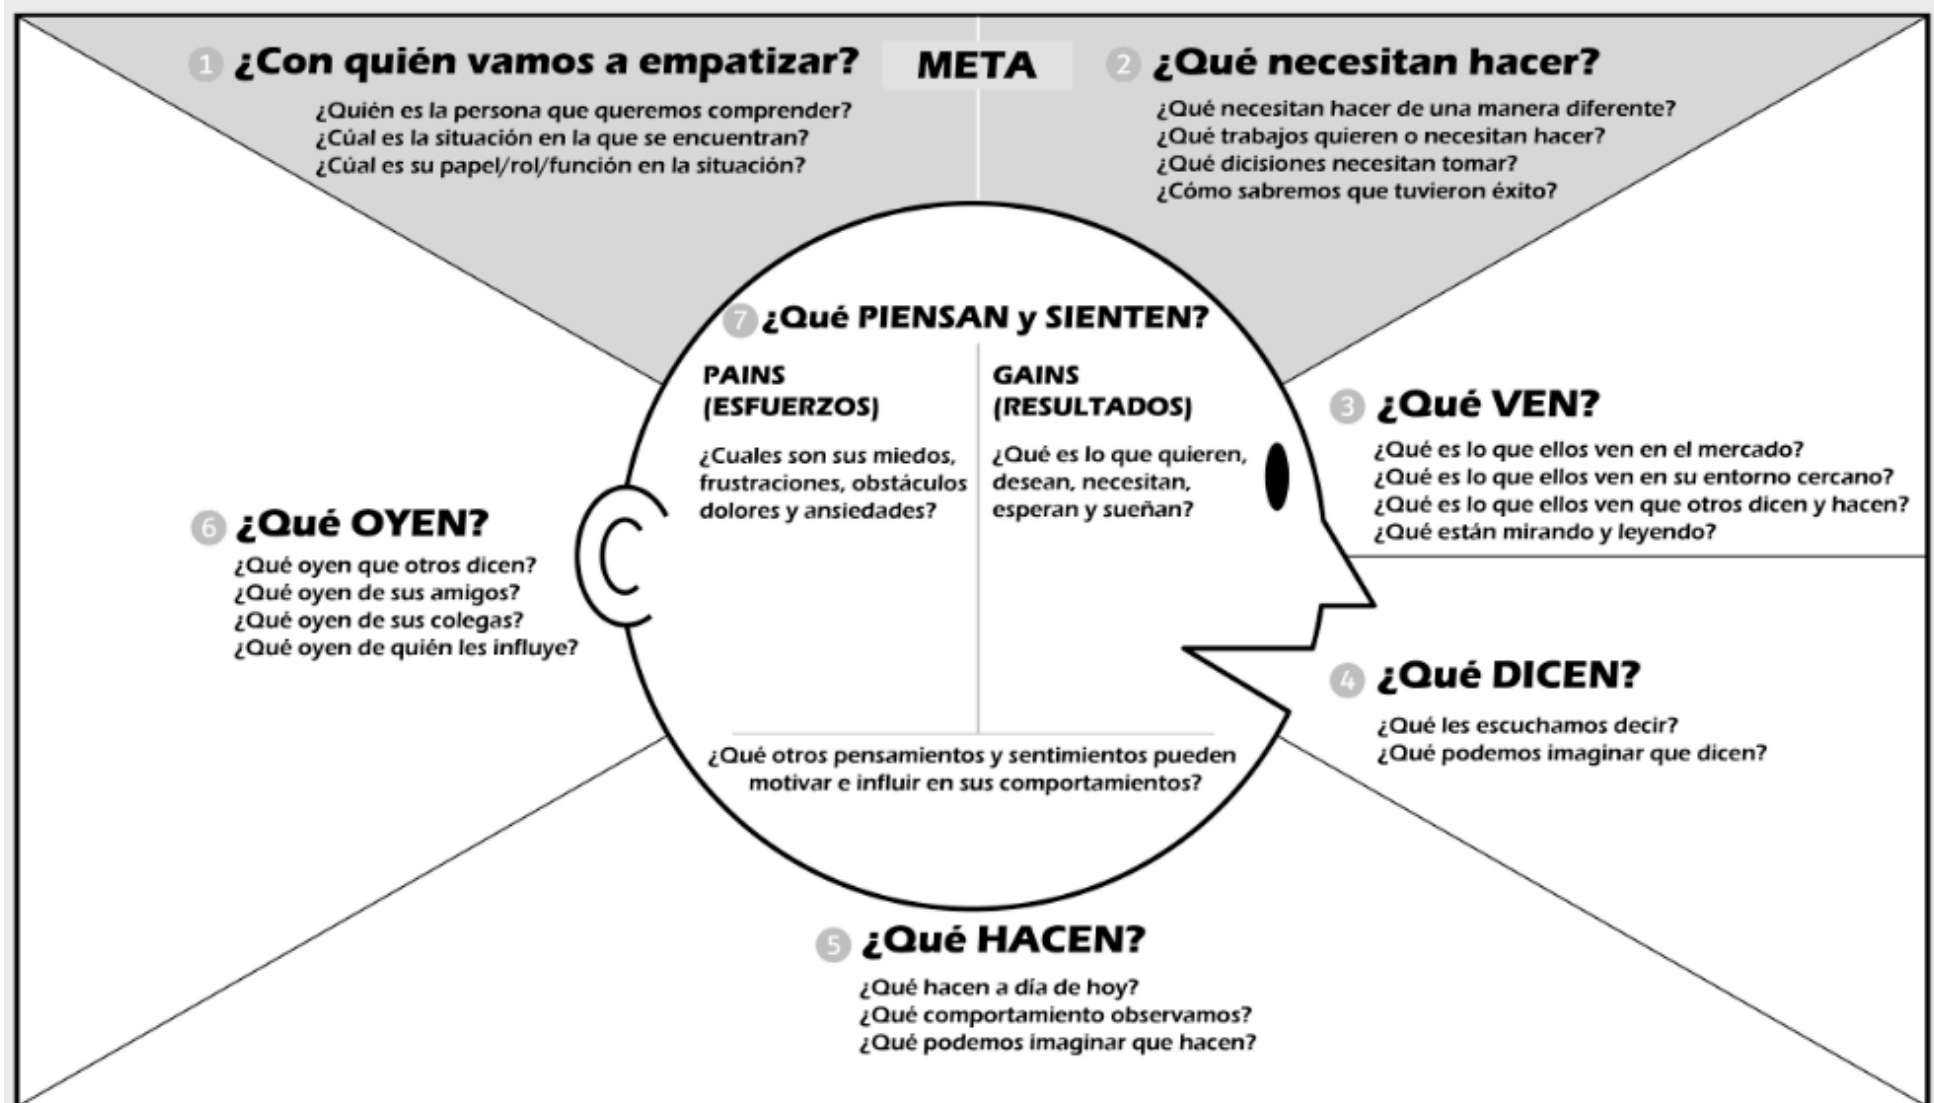 1 ¿Con quién vamos a empatizar?
¿Quién es la persona que queremos comprender?
¿Cúal es la situación en la que se encuentran?
¿Cúal es su papel/rol/función en la situación?
META
2 ¿Qué necesitan hacer?
¿Qué necesitan hacer de una manera diferente?
¿Qué trabajos quieren o necesitan hacer?
¿Qué dicisiones necesitan tomar?
¿Cómo sabremos que tuvieron éxito?
3 ¿Qué VEN?
¿Qué es lo que ellos ven en el mercado?
¿Qué es lo que ellos ven en su entorno cercano?
¿Qué es lo que ellos ven que otros dicen y hacen?
¿Qué están mirando y leyendo?
4 ¿Qué DICEN?
¿Qué les escuchamos decir?
¿Qué podemos imaginar que dicen?
5 ¿Qué HACEN?
¿Qué hacen a día de hoy?
¿Qué comportamiento observamos?
¿Qué podemos imaginar que hacen?
6 ¿Qué OYEN?
¿Qué oyen que otros dicen?
¿Qué oyen de sus amigos?
¿Qué oyen de sus colegas?
¿Qué oyen de quién les influye?
7 ¿Qué PIENSAN y SIENTEN?
PAINS
(ESFUERZOS)
¿Cuales son sus miedos,
frustraciones, obstáculos
dolores y ansiedades?
GAINS
(RESULTADOS)
¿Qué es lo que quieren,
desean, necesitan,
esperan y sueñan?
¿Qué otros pensamientos y sentimientos pueden
motivar e influir en sus comportamientos?